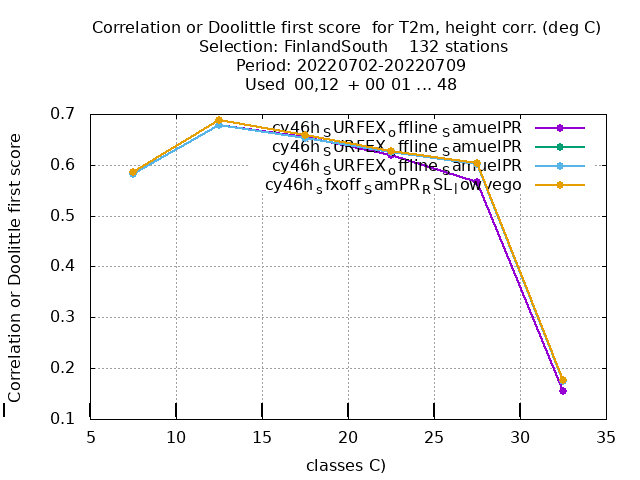 Correlation or Doolittle first score  for T2m, height corr. (deg C)
Selection: FinlandSouth    132 stations
Period: 20220702-20220709
Used  00,12  + 00 01 ... 48
Correlation or Doolittle first score
0.7
0.6
0.5
0.4
0.3
0.2
0.1
cy46h_SURFEX_offline_SamuelPR
cy46h_SURFEX_offline_SamuelPR
cy46h_SURFEX_offline_SamuelPR
cy46h_sfxoff_SamPR_RSL_lowvego
5 10 15 20 25 30 35
classes C)